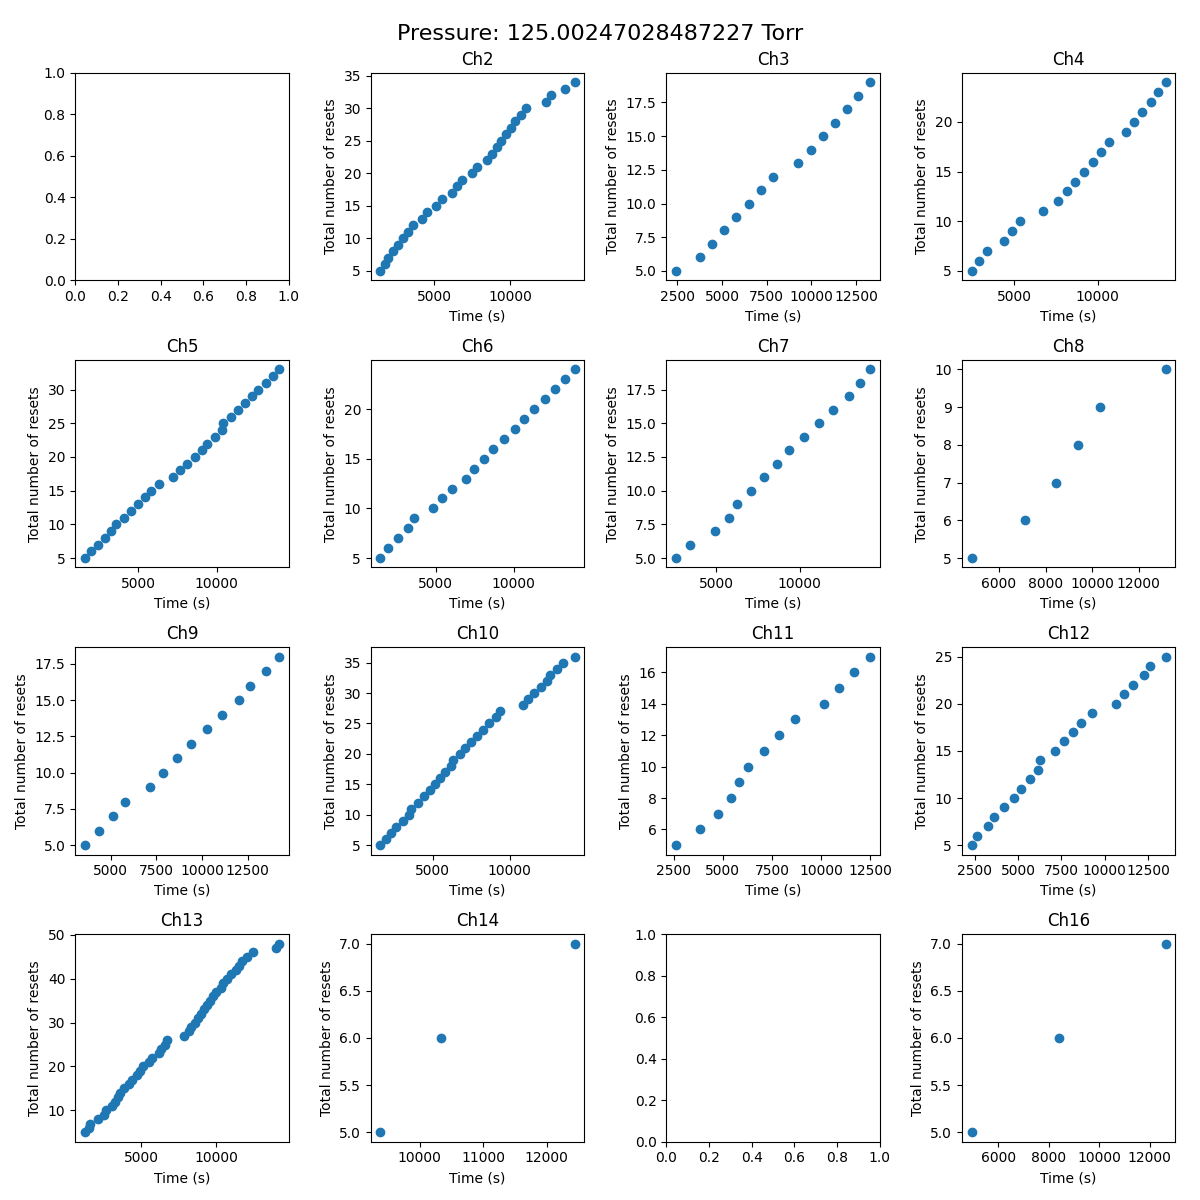 Pressure: 125.00247028487227 Torr
Ch2
Ch3
Ch4
1.0
0.8
0.6
0.4
0.2
0.0
0.0 0.2 0.4 0.6 0.8 1.0
Total number of resets
35
30
25
20
15
10
5
5000 10000
Time (s)
Total number of resets
17.5
15.0
12.5
10.0
7.5
5.0
2500 5000 7500 10000 12500
Time (s)
Total number of resets
20
15
10
5
5000 10000
Time (s)
Ch5
Ch6
Ch7
Ch8
Total number of resets
30
25
20
15
10
5
5000 10000
Time (s)
Total number of resets
20
15
10
5
5000 10000
Time (s)
Total number of resets
17.5
15.0
12.5
10.0
7.5
5.0
5000 10000
Time (s)
Total number of resets
10
9
8
7
6
5
6000 8000 10000 12000
Time (s)
Ch9
Ch10
Ch11
Ch12
Total number of resets
17.5
15.0
12.5
10.0
7.5
5.0
5000 7500 10000 12500
Time (s)
Total number of resets
35
30
25
20
15
10
5
5000 10000
Time (s)
Total number of resets
16
14
12
10
8
6
2500 5000 7500 10000 12500
Time (s)
Total number of resets
25
20
15
10
5
2500 5000 7500 10000 12500
Time (s)
Ch13
Ch14
Ch16
Total number of resets
50
40
30
20
10
5000 10000
Time (s)
Total number of resets
7.0
6.5
6.0
5.5
5.0
10000 11000 12000
Time (s)
1.0
0.8
0.6
0.4
0.2
0.0
0.0 0.2 0.4 0.6 0.8 1.0
Total number of resets
7.0
6.5
6.0
5.5
5.0
6000 8000 10000 12000
Time (s)